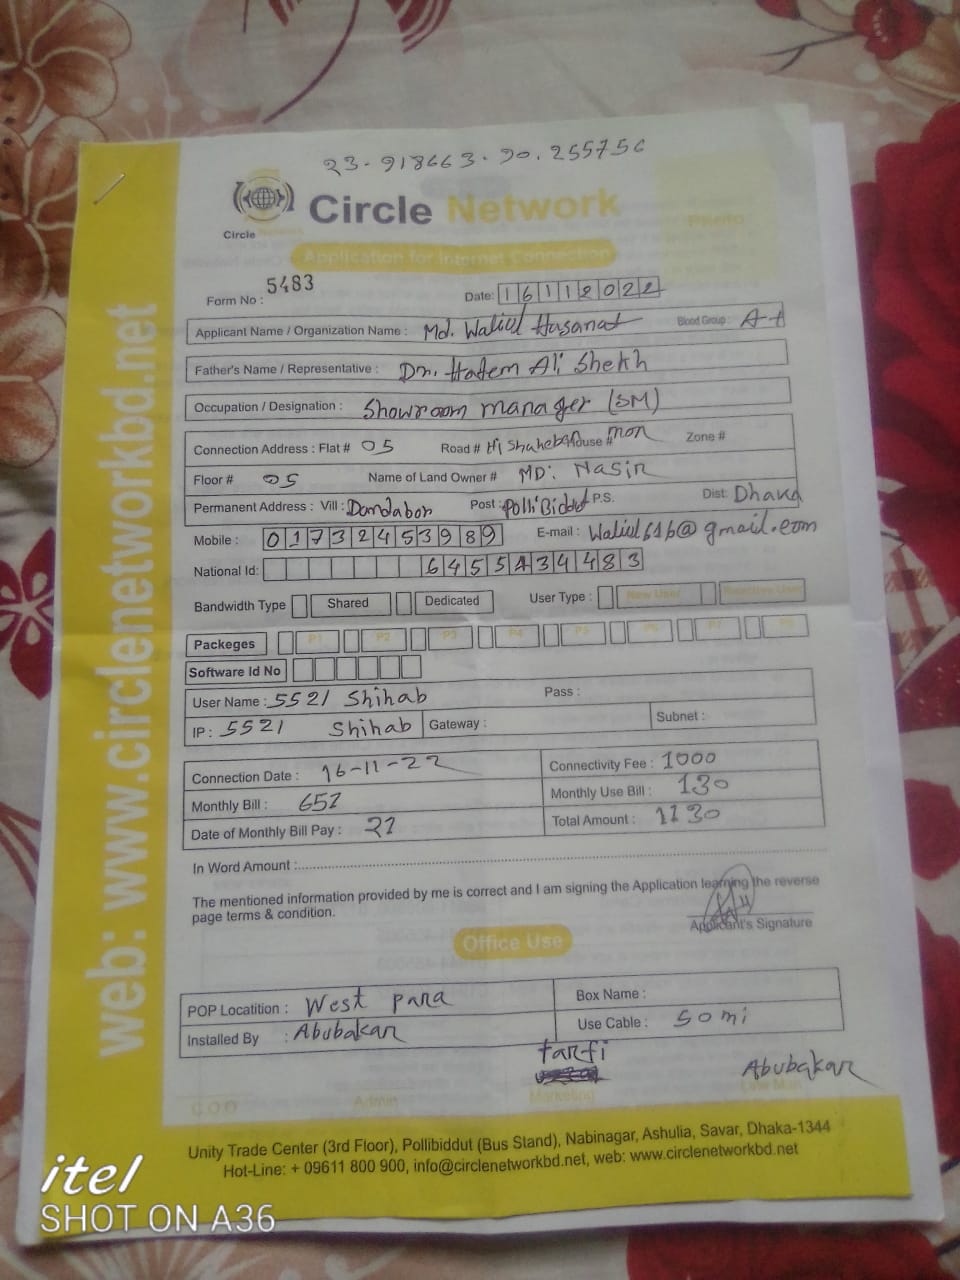 23-918663-90.255756
Circle
Circle Network
Application for Internet Connection
Form No : 5483
Date: 16112022
Applicant Name / Organization Name : Md. Waliul Hasanat Blood Group: A+
Father's Name / Representative : Dr. Hatem Ali Shekh
Occupation / Designation : Showroom manager (SM)
Connection Address : Flat # 05 Road # House # Zone #
Floor # 05 Name of Land Owner # MD: Nasir
Permanent Address : Vill : Dandabor Post : Polli Biddut P.S. Dist: Dhaka
Mobile : 01732453989 E-mail : Waliul616@gmail.com
National Id: 6455434483
Bandwidth Type Shared Dedicated User Type : New User Reactive User
Packeges P1 P2 P3 P4 P5 P6 P7 P8
Software Id No
User Name : 5521 Shihab Pass :
IP : 5521 Shihab Gateway : Subnet :
Connection Date : 16-11-22 Connectivity Fee : 1000
Monthly Bill : 652 Monthly Use Bill : 130
Date of Monthly Bill Pay : 21 Total Amount : 1130
In Word Amount :
The mentioned information provided by me is correct and I am signing the Application learning the reverse
page terms & condition.
Applicant's Signature
Office Use
POP Locatition : West para Box Name :
Installed By : Abubakar Use Cable : 50 mi
tarfi
Abubakar
C.O.O Admin Marketing Line Man
Unity Trade Center (3rd Floor), Pollibiddut (Bus Stand), Nabinagar, Ashulia, Savar, Dhaka-1344
Hot-Line: + 09611 800 900, info@circlenetworkbd.net, web: www.circlenetworkbd.net
web: www.circlenetworkbd.net
itel
SHOT ON A36